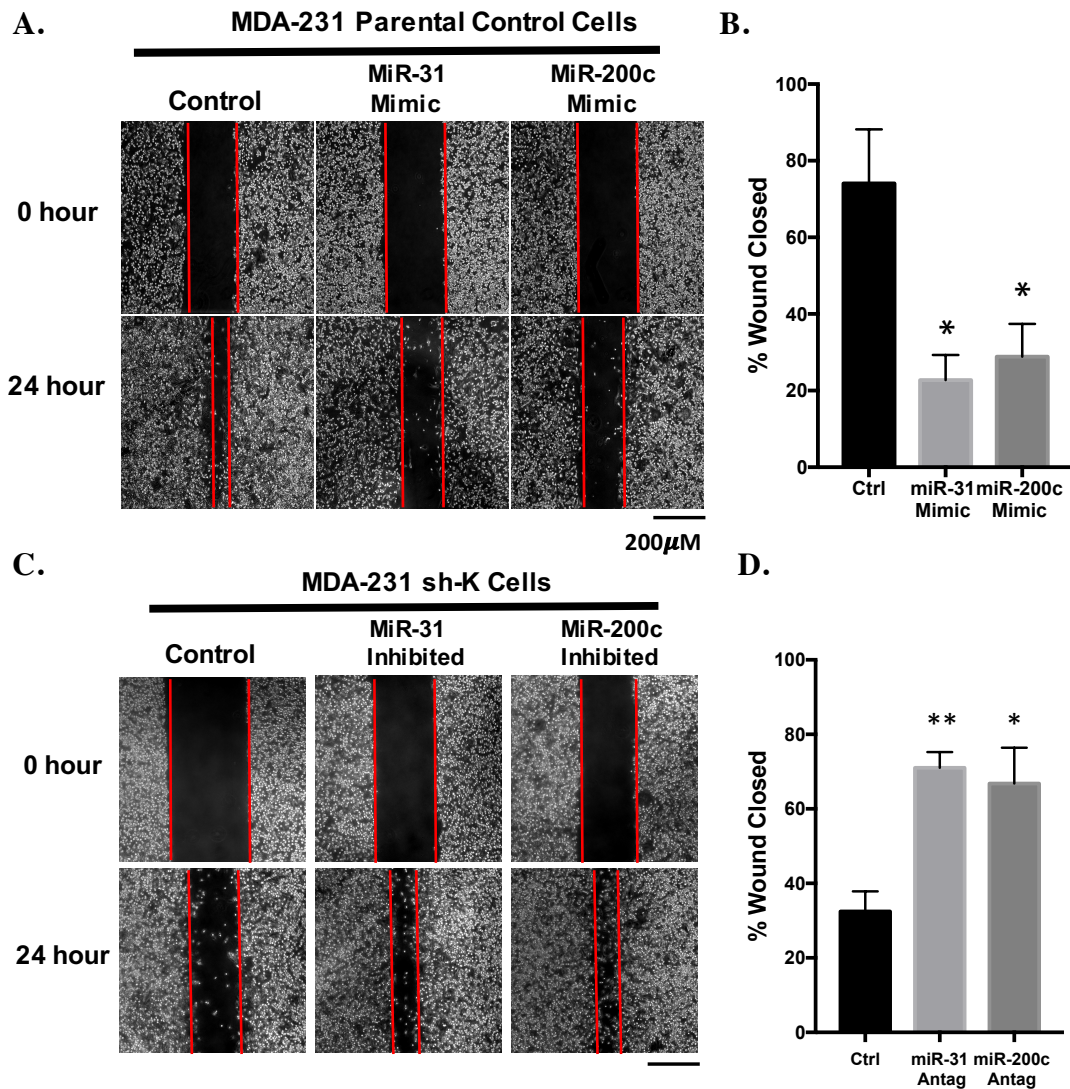 A.
MDA-231 Parental Control Cells
Control
MiR-31
Mimic
MiR-200c
Mimic
0 hour
24 hour
200μM
B.
% Wound Closed
100
80
60
40
20
0
*
*
Ctrl
miR-31
Mimic
miR-200c
Mimic
C.
MDA-231 sh-K Cells
Control
MiR-31
Inhibited
MiR-200c
Inhibited
0 hour
24 hour
D.
% Wound Closed
100
80
60
40
20
0
**
*
Ctrl
miR-31
Antag
miR-200c
Antag